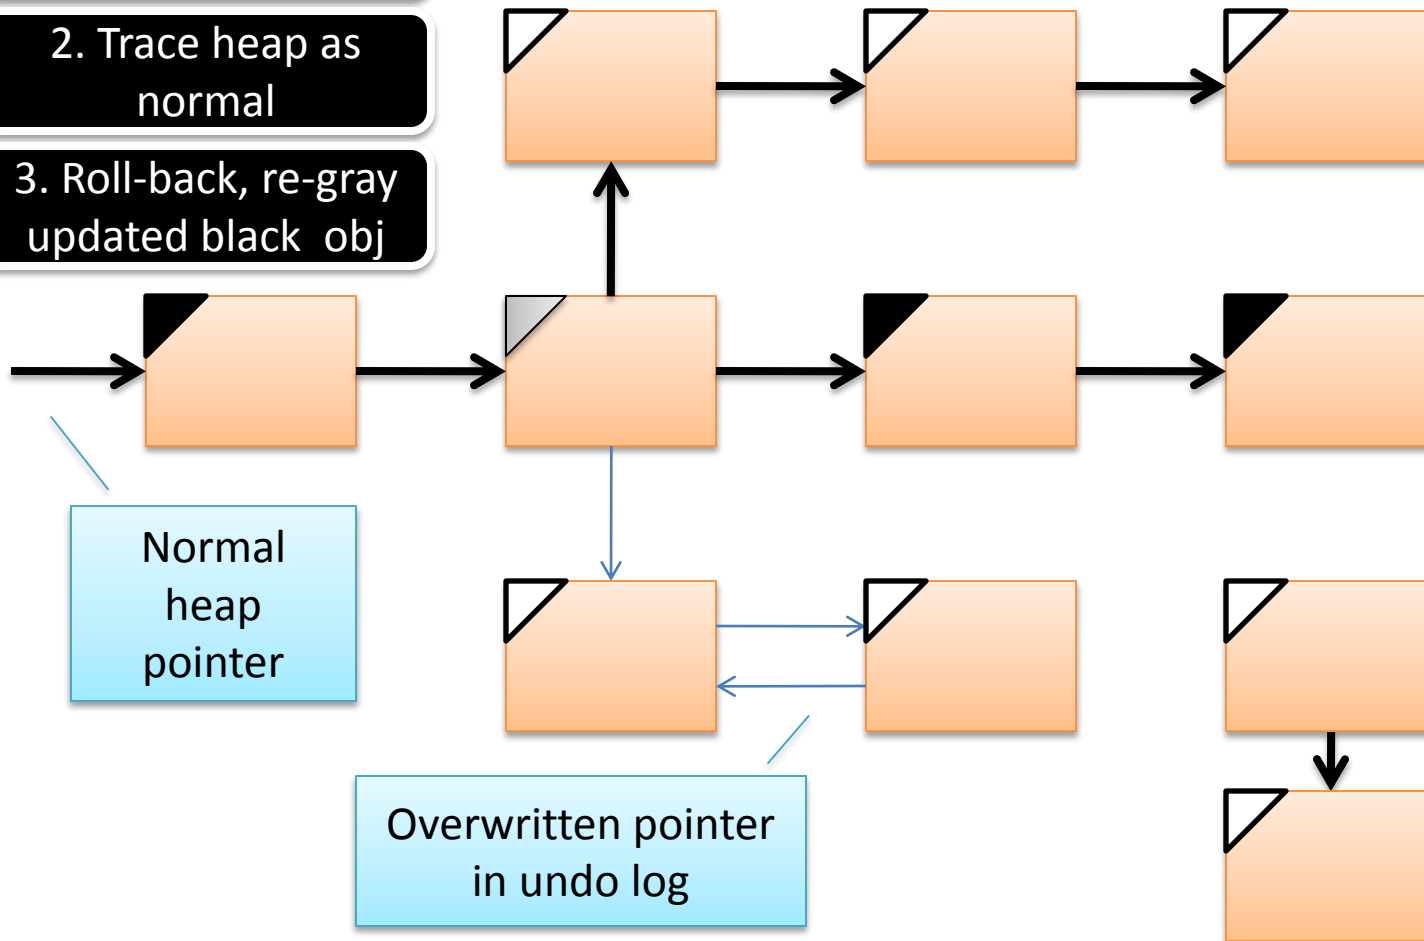 2. Trace heap as
normal
3. Roll-back, re-gray
updated black  obj
Normal
heap
pointer
Overwritten pointer
in undo log